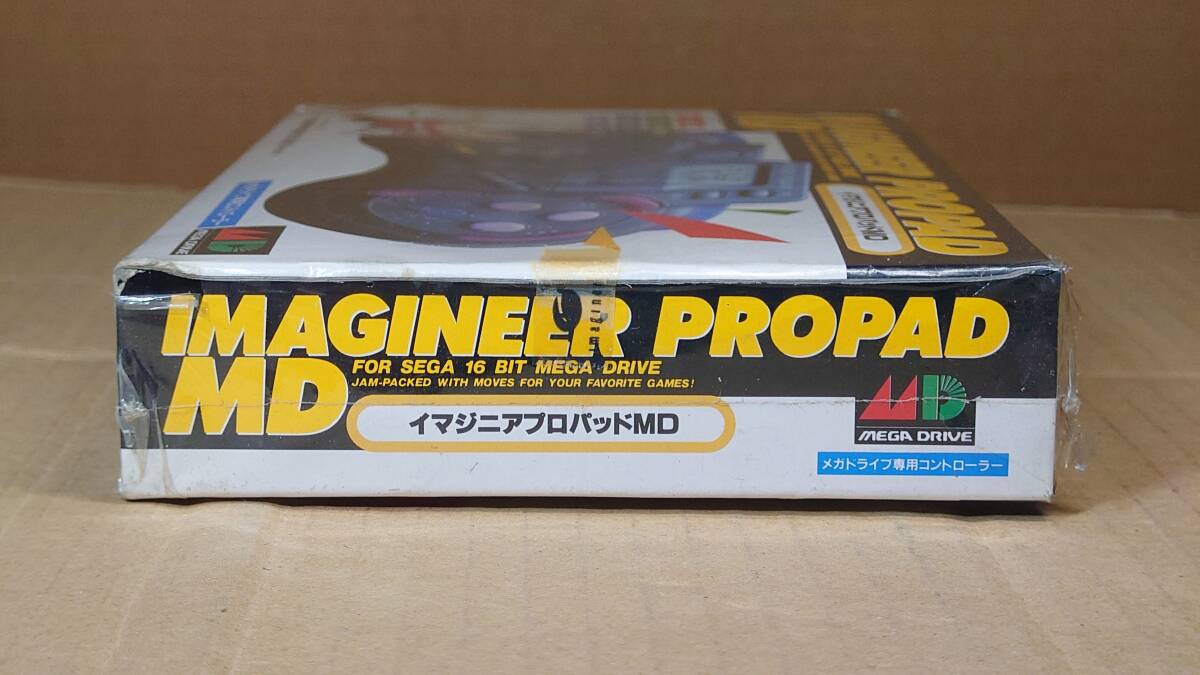 IMAGINEER PROPAD
MD
FOR SEGA 16 BIT MEGA DRIVE
JAM-PACKED WITH MOVES FOR YOUR FAVORITE GAMES!
イマジニアプロパッドMD
MEGA DRIVE
メガドライブ専用コントローラー
imagineer